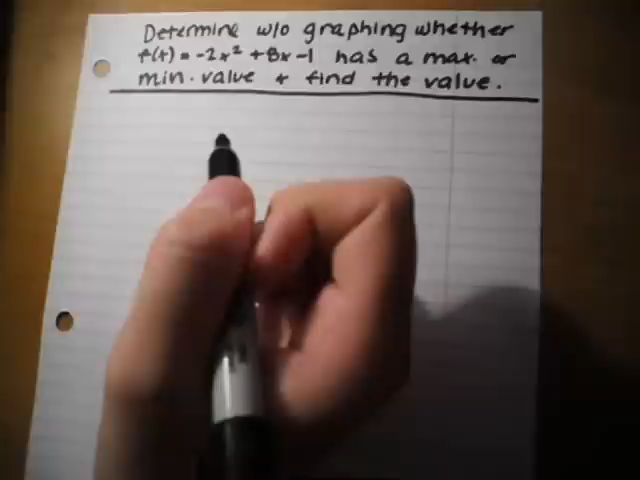 Determine w/o graphing whether
f(t) = -2x² + 8x - 1 has a max. or
min. value & find the value.